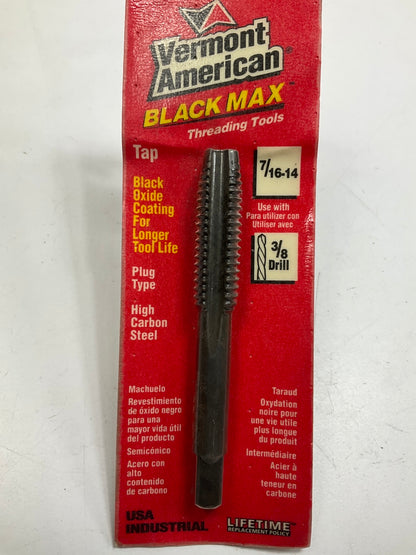 Vermont
American
BLACK MAX
Threading Tools
Tap
Black
Oxide
Coating
For
Longer
Tool Life
Plug
Type
High
Carbon
Steel
7/16-14
Use with
Para utilizer con
Utiliser avec
3/8
Drill
Machuelo
Revestimiento
de óxido negro
para una
mayor vida útil
del producto
Semicónico
Acero con
alto
contenido
de carbono
Taraud
Oxydation
noire pour
une vie utile
plus longue
du produit
Intermédiaire
Acier à
haute
teneur en
carbone
USA
INDUSTRIAL
LIFETIME
REPLACEMENT POLICY